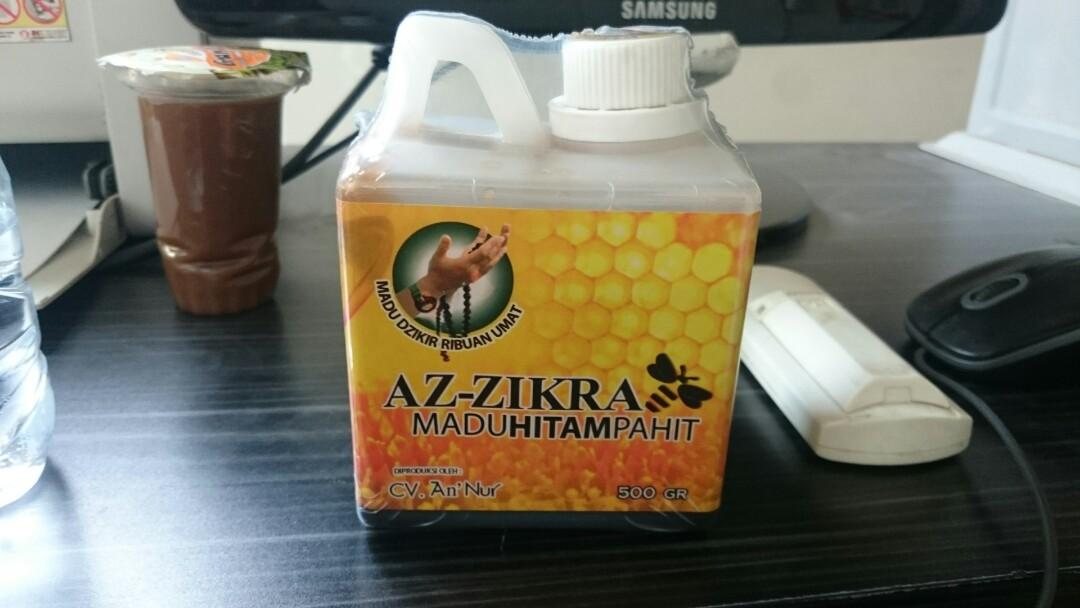 SAMSUNG
MADU DZIKIR RIBUAN UMAT
AZ-ZIKRA
MADUHITAMPAHIT
DIPRODUKSI OLEH :
CV. An'Nur
500 GR